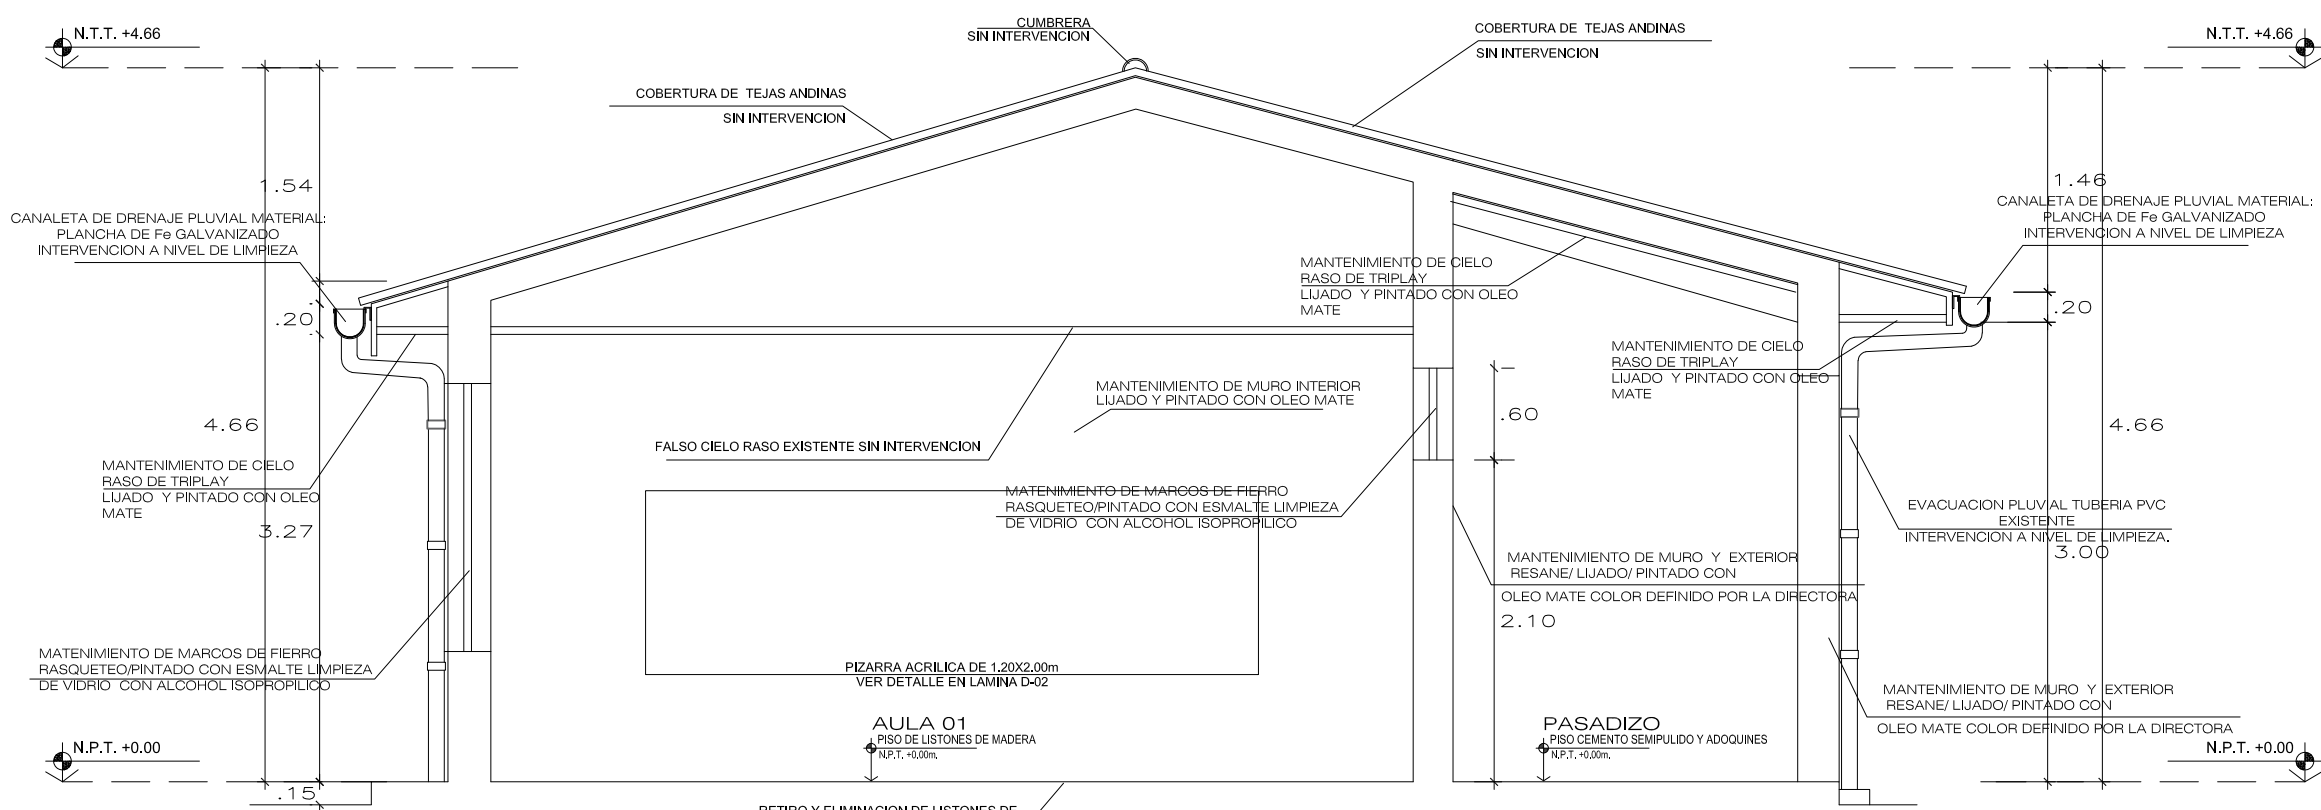 N.T.T. +4.66
CUMBRERA
SIN INTERVENCION
COBERTURA DE TEJAS ANDINAS
SIN INTERVENCION
N.T.T. +4.66
COBERTURA DE TEJAS ANDINAS
SIN INTERVENCION
1.54
1.46
CANALETA DE DRENAJE PLUVIAL MATERIAL:
PLANCHA DE Fe GALVANIZADO
INTERVENCION A NIVEL DE LIMPIEZA
CANALETA DE DRENAJE PLUVIAL MATERIAL:
PLANCHA DE Fe GALVANIZADO
INTERVENCION A NIVEL DE LIMPIEZA
MANTENIMIENTO DE CIELO
RASO DE TRIPLAY
LIJADO Y PINTADO CON OLEO
MATE
.20
.20
MANTENIMIENTO DE CIELO
RASO DE TRIPLAY
LIJADO Y PINTADO CON OLEO
MATE
MANTENIMIENTO DE MURO INTERIOR
LIJADO Y PINTADO CON OLEO MATE
.60
4.66
4.66
FALSO CIELO RASO EXISTENTE SIN INTERVENCION
MANTENIMIENTO DE CIELO
RASO DE TRIPLAY
LIJADO Y PINTADO CON OLEO
MATE
3.27
MATENIMIENTO DE MARCOS DE FIERRO
RASQUETEO/PINTADO CON ESMALTE LIMPIEZA
DE VIDRIO CON ALCOHOL ISOPROPILICO
EVACUACION PLUVIAL TUBERIA PVC
EXISTENTE
INTERVENCION A NIVEL DE LIMPIEZA.
3.00
MANTENIMIENTO DE MURO Y EXTERIOR
RESANE/ LIJADO/ PINTADO CON
OLEO MATE COLOR DEFINIDO POR LA DIRECTORA
2.10
MATENIMIENTO DE MARCOS DE FIERRO
RASQUETEO/PINTADO CON ESMALTE LIMPIEZA
DE VIDRIO CON ALCOHOL ISOPROPILICO
PIZARRA ACRILICA DE 1.20X2.00m
VER DETALLE EN LAMINA D-02
MANTENIMIENTO DE MURO Y EXTERIOR
RESANE/ LIJADO/ PINTADO CON
OLEO MATE COLOR DEFINIDO POR LA DIRECTORA
AULA 01
PISO DE LISTONES DE MADERA
N.P.T. +0.00m.
PASADIZO
PISO CEMENTO SEMIPULIDO Y ADOQUINES
N.P.T. +0.00m.
N.P.T. +0.00
N.P.T. +0.00
.15
RETIRO Y ELIMINACION DE LISTONES DE